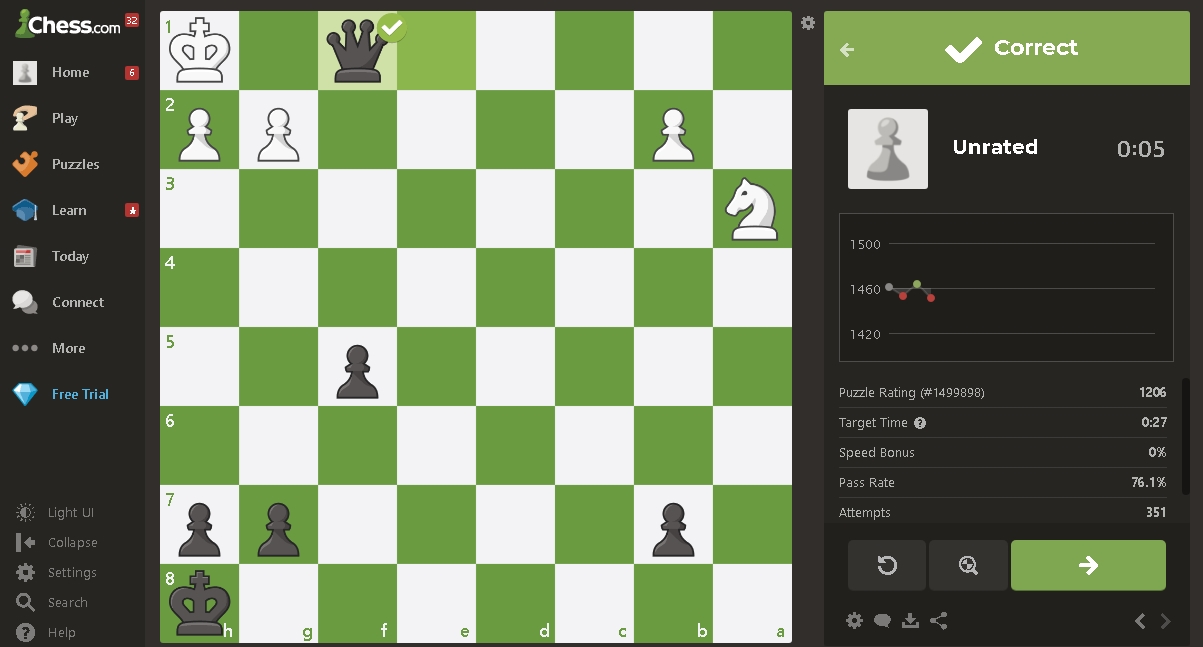 Chess.com 32
Home 6
Play
Puzzles
Learn
Today
Connect
More
Free Trial
Light UI
Collapse
Settings
Search
Help
1
2
3
4
5
6
7
8
h g f e d c b a
Correct
Unrated 0:05
1500
1460
1420
Puzzle Rating (#1499898) 1206
Target Time ? 0:27
Speed Bonus 0%
Pass Rate 76.1%
Attempts 351